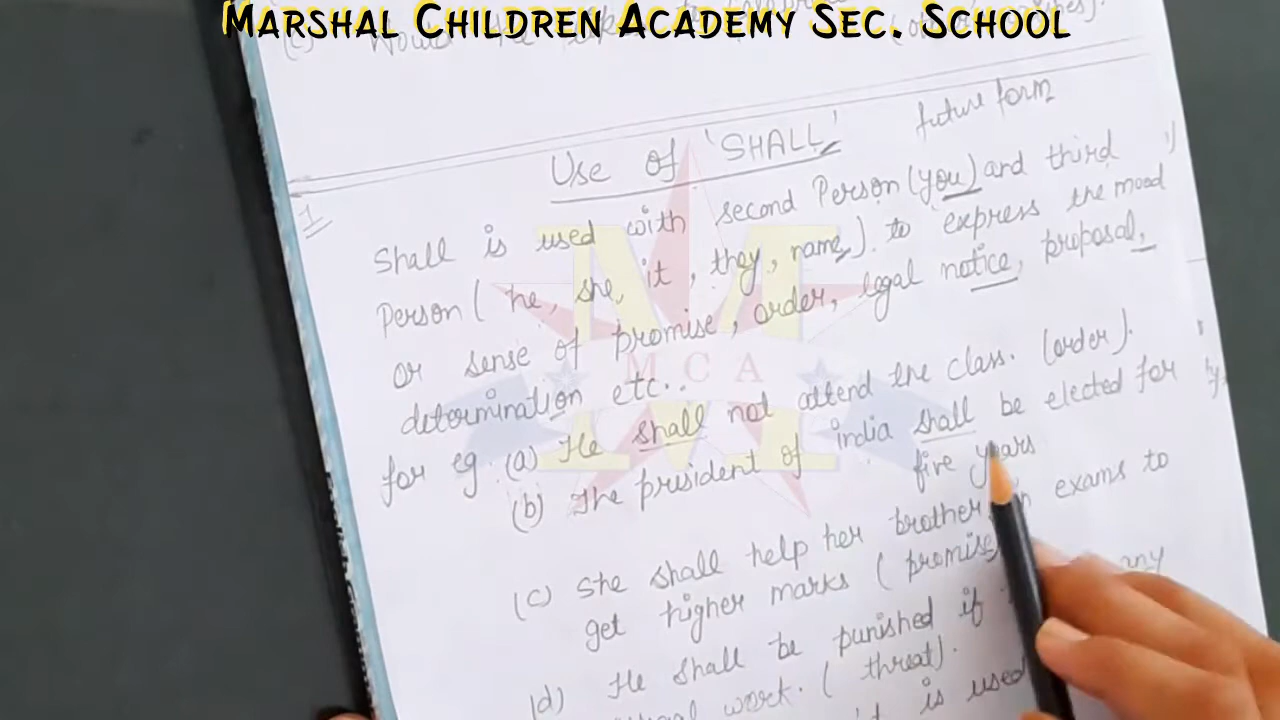 MARSHAL CHILDREN ACADEMY SEC. SCHOOL
(c) Would
Use of 'SHALL' future form
1 Shall is used with second Person (you) and third
Person ( he, she, it, they, name). to express the mood
or sense of promise, order, legal notice, proposal,
determination etc..
for eg. (a) He shall not attend the class. (order).
(b) The president of india shall be elected for
five years
(c) She shall help her brother in exams to
get higher marks ( promise)
(d) He shall be punished if any
work. ( threat).
is used
M C A